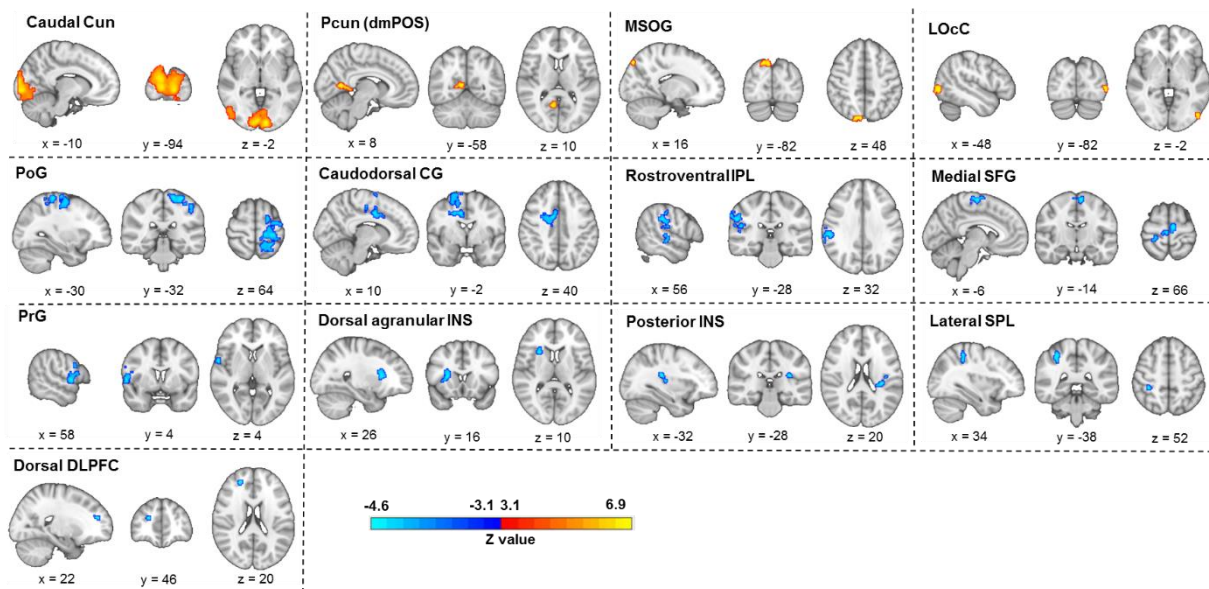 Caudal Cun
x = -10 y = -94 z = -2
Pcun (dmPOS)
x = 8 y = -58 z = 10
MSOG
x = 16 y = -82 z = 48
LOcC
x = -48 y = -82 z = -2
PoG
x = -30 y = -32 z = 64
Caudodorsal CG
x = 10 y = -2 z = 40
Rostroventral IPL
x = 56 y = -28 z = 32
Medial SFG
x = -6 y = -14 z = 66
PrG
x = 58 y = 4 z = 4
Dorsal agranular INS
x = 26 y = 16 z = 10
Posterior INS
x = -32 y = -28 z = 20
Lateral SPL
x = 34 y = -38 z = 52
Dorsal DLPFC
x = 22 y = 46 z = 20
-4.6 -3.1 3.1 6.9
Z value